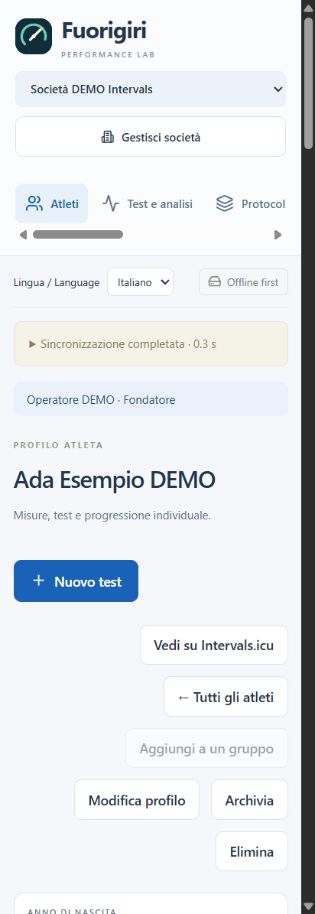 Fuorigiri
PERFORMANCE LAB
Società DEMO Intervals
Gestisci società
Atleti Test e analisi Protocol
Lingua / Language Italiano Offline first
Sincronizzazione completata · 0.3 s
Operatore DEMO · Fondatore
PROFILO ATLETA
Ada Esempio DEMO
Misure, test e progressione individuale.
+ Nuovo test
Vedi su Intervals.icu
← Tutti gli atleti
Aggiungi a un gruppo
Modifica profilo Archivia
Elimina
ANNO DI NASCITA